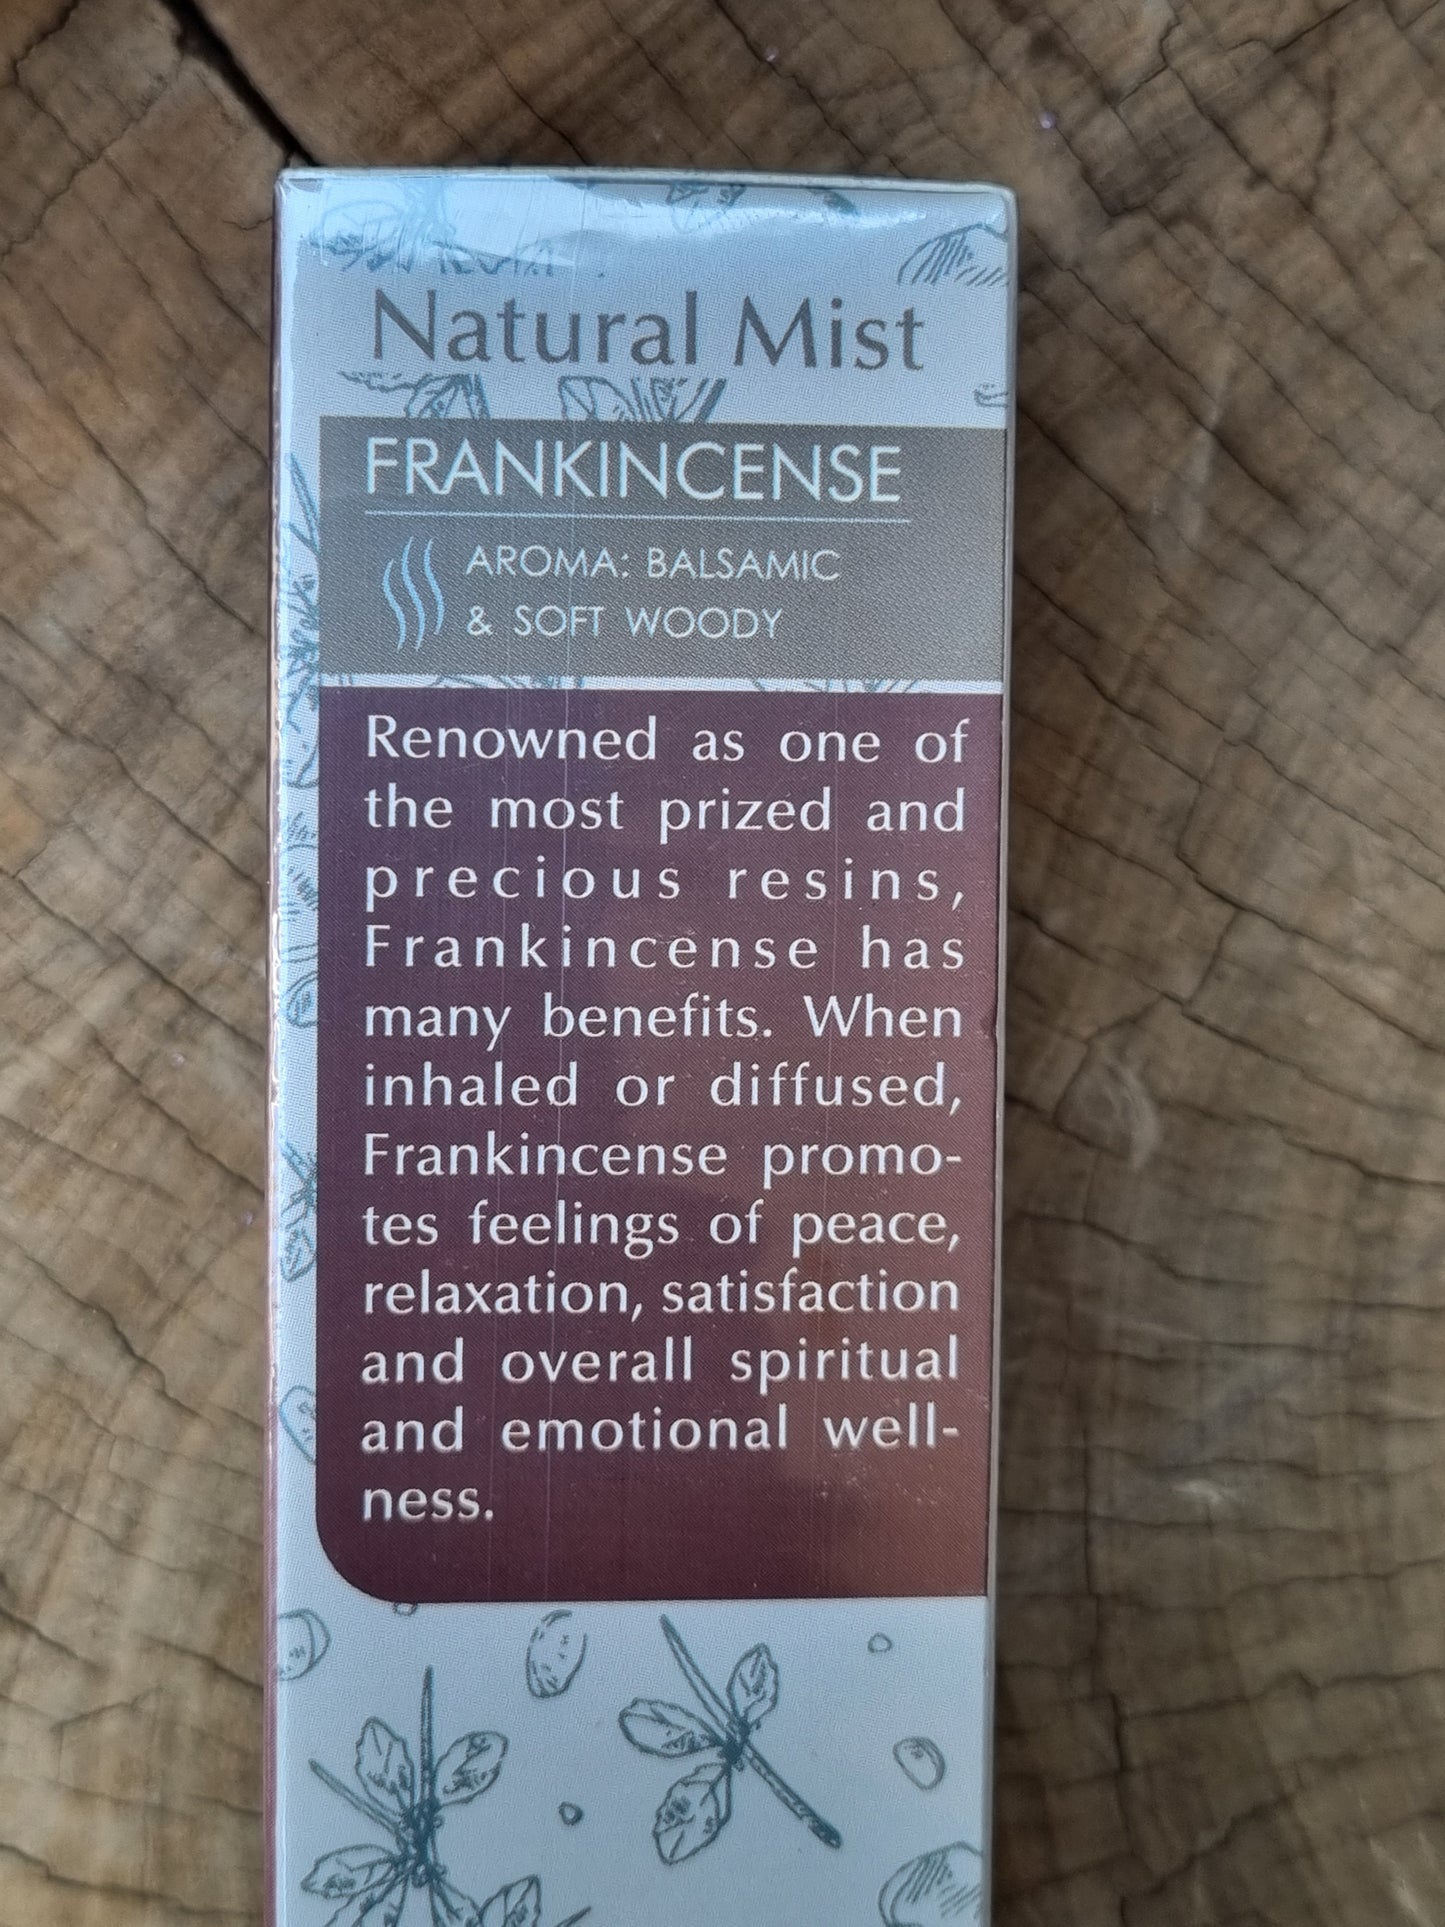 Natural Mist
FRANKINCENSE
AROMA: BALSAMIC
& SOFT WOODY
Renowned as one of
the most prized and
precious resins,
Frankincense has
many benefits. When
inhaled or diffused,
Frankincense promo-
tes feelings of peace,
relaxation, satisfaction
and overall spiritual
and emotional well-
ness.